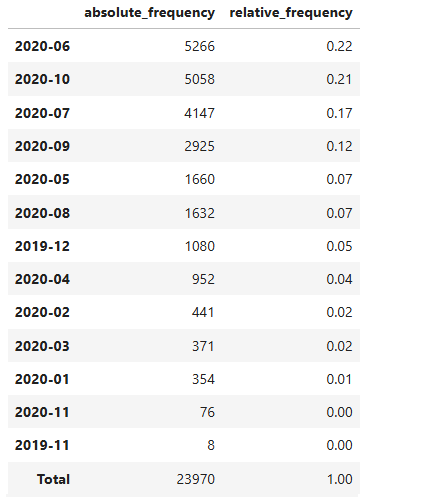 absolute_frequency relative_frequency
2020-06 5266 0.22
2020-10 5058 0.21
2020-07 4147 0.17
2020-09 2925 0.12
2020-05 1660 0.07
2020-08 1632 0.07
2019-12 1080 0.05
2020-04 952 0.04
2020-02 441 0.02
2020-03 371 0.02
2020-01 354 0.01
2020-11 76 0.00
2019-11 8 0.00
Total 23970 1.00